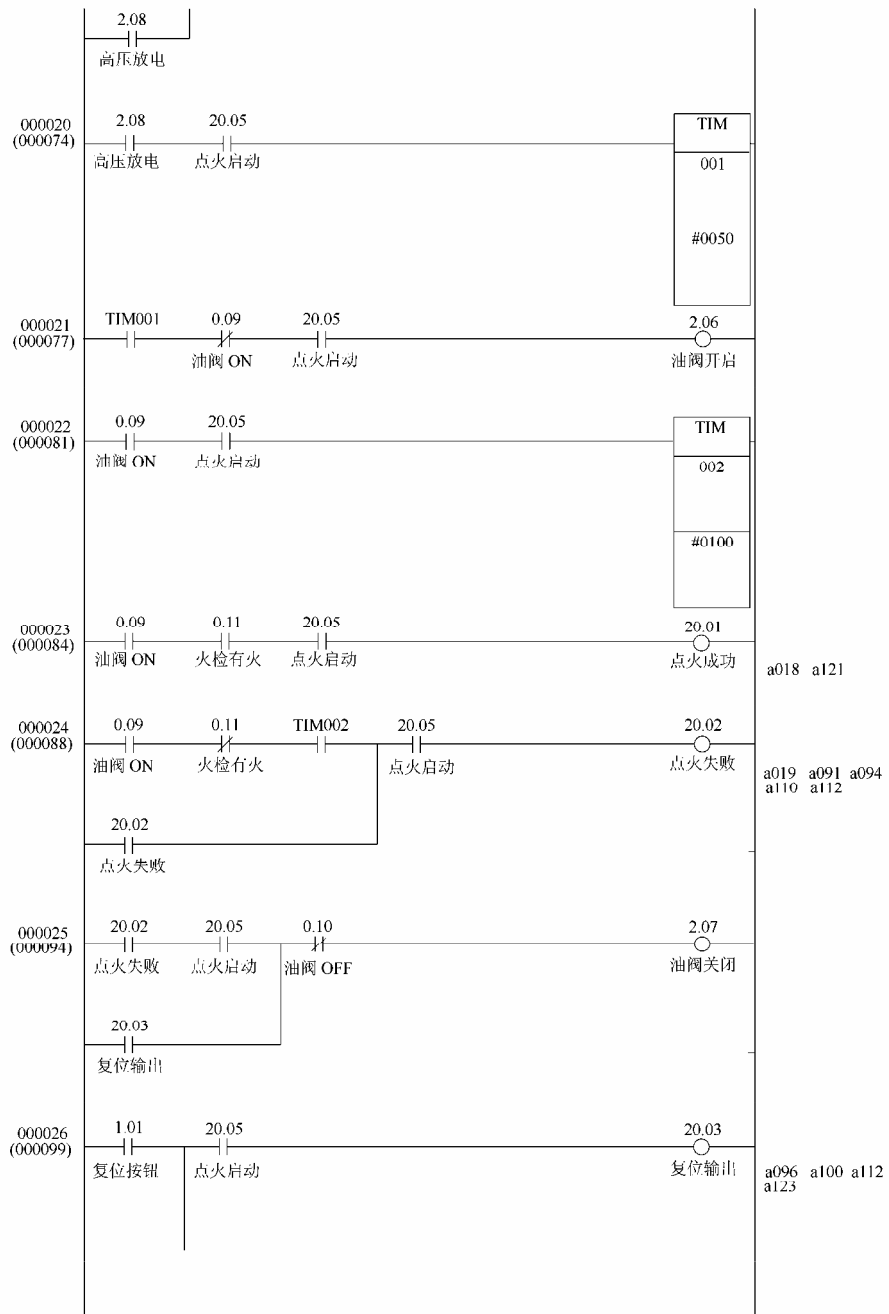 2.08
高压放电
000020
(000074)
2.08 20.05
高压放电 点火启动
TIM
001
#0050
000021
(000077)
TIM001 0.09 20.05 2.06
油阀 ON 点火启动 油阀开启
000022
(000081)
0.09 20.05
油阀 ON 点火启动
TIM
002
#0100
000023
(000084)
0.09 0.11 20.05 20.01
油阀 ON 火检有火 点火启动 点火成功
a018 a121
000024
(000088)
0.09 0.11 TIM002 20.05 20.02
油阀 ON 火检有火 点火启动 点火失败
a019 a091 a094
a110 a112
20.02
点火失败
000025
(000094)
20.02 20.05 0.10 2.07
点火失败 点火启动 油阀 OFF 油阀关闭
20.03
复位输出
000026
(000099)
1.01 20.05 20.03
复位按钮 点火启动 复位输出
a096 a100 a112
a123